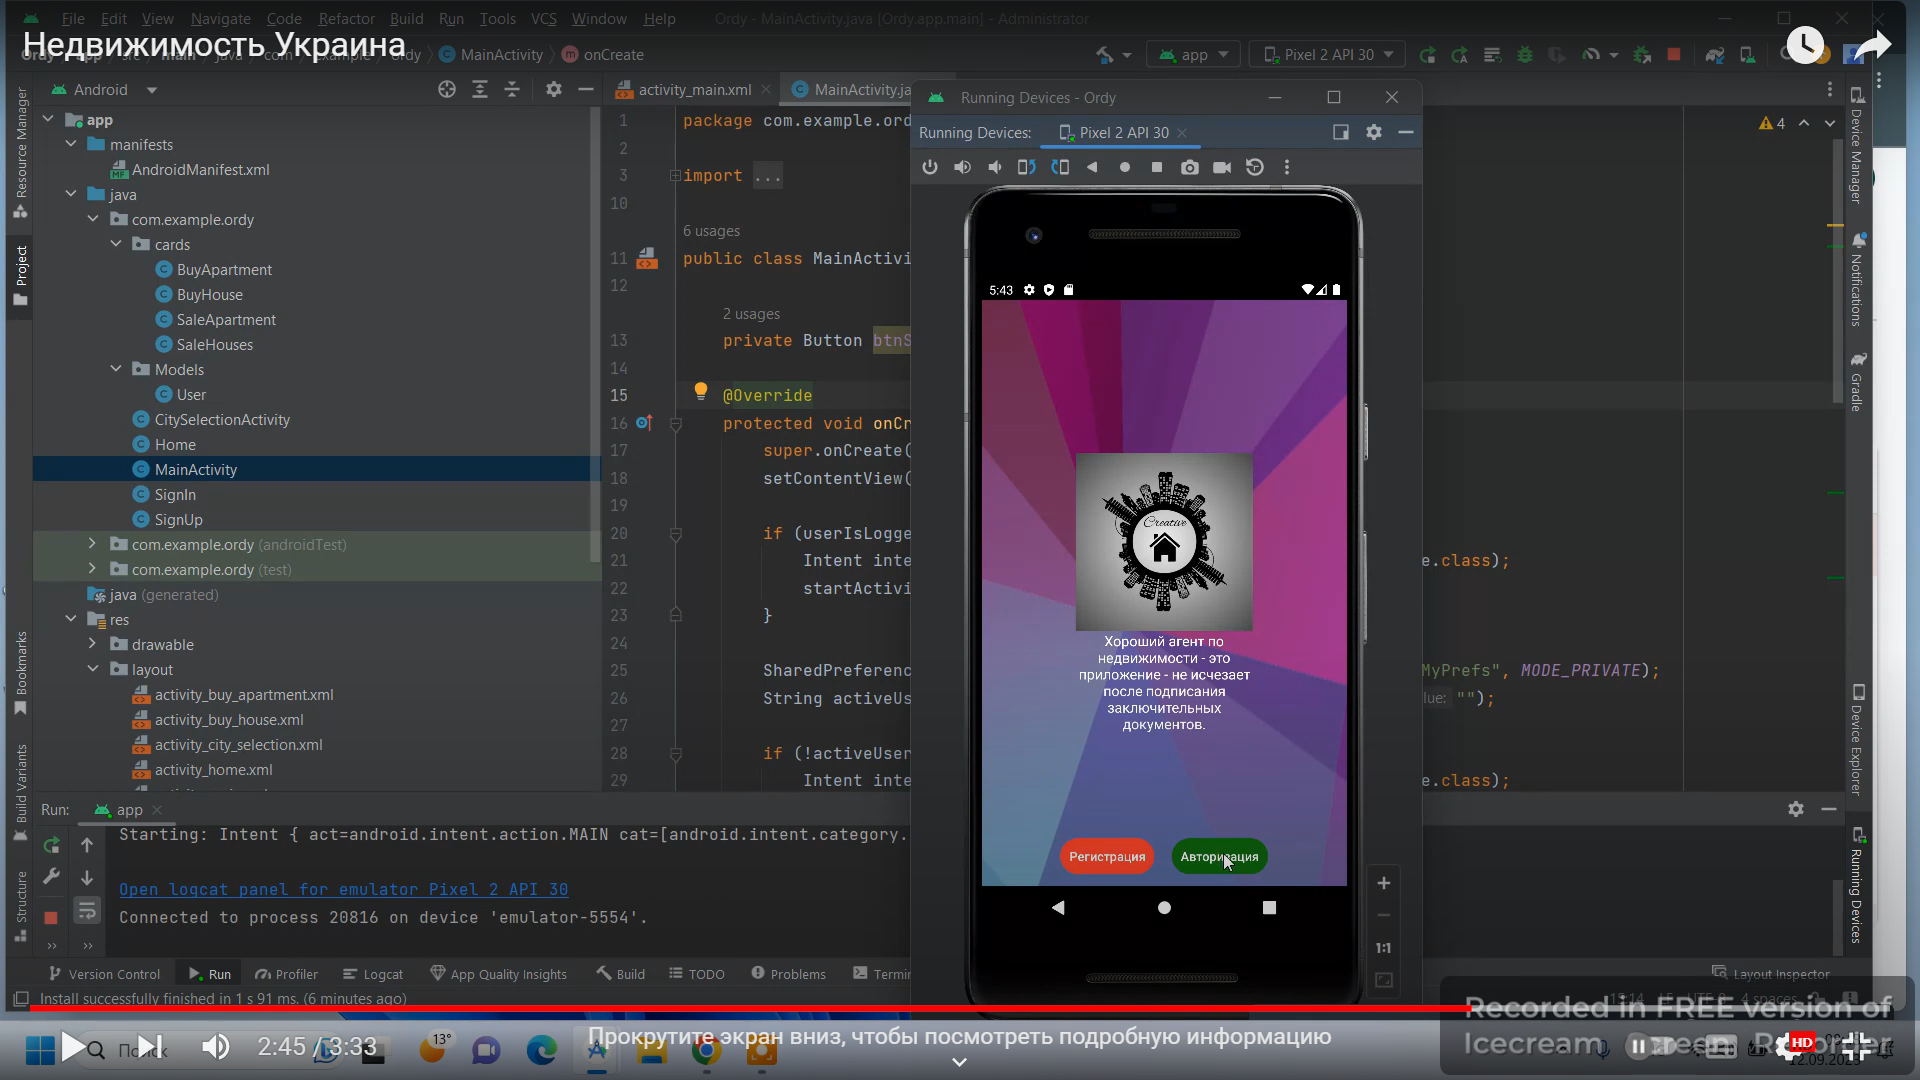 File Edit View Navigate Code Refactor Build Run Tools VCS Window Help Ordy - MainActivity.java [Ordy.app.main] - Administrator
Недвижимость Украина
Ordy app src main java com example ordy MainActivity onCreate
app Pixel 2 API 30
Android
activity_main.xml
MainActivity.ja
Running Devices - Ordy
Running Devices: Pixel 2 API 30
4
Resource Manager
Project
Bookmarks
Build Variants
Structure
app
manifests
AndroidManifest.xml
java
com.example.ordy
cards
BuyApartment
BuyHouse
SaleApartment
SaleHouses
Models
User
CitySelectionActivity
Home
MainActivity
SignIn
SignUp
com.example.ordy (androidTest)
com.example.ordy (test)
java (generated)
res
drawable
layout
activity_buy_apartment.xml
activity_buy_house.xml
activity_city_selection.xml
activity_home.xml
1 package com.example.ord
2
3 import ...
10
6 usages
11 public class MainActivi
12
2 usages
13 private Button btnS
14
15 @Override
16 protected void onCr
17 super.onCreate(
18 setContentView(
19
20 if (userIsLogge
21 Intent inte e.class);
22 startActivi
23 }
24
25 SharedPreferenc MyPrefs", MODE_PRIVATE);
26 String activeUs lue: "");
27
28 if (!activeUser
29 Intent inte e.class);
5:43
Creative
Хороший агент по
недвижимости - это
приложение - не исчезает
после подписания
заключительных
документов.
Регистрация Авторизация
1:1
Device Manager
Notifications
Gradle
Device Explorer
Running Devices
Run: app
Starting: Intent { act=android.intent.action.MAIN cat=[android.intent.category.
Open logcat panel for emulator Pixel 2 API 30
Connected to process 20816 on device 'emulator-5554'.
Version Control Run Profiler Logcat App Quality Insights Build TODO Problems Termin
Layout Inspector
Install successfully finished in 1 s 91 ms. (6 minutes ago)
4 spaces
Recorded in FREE version of
Icecream Screen Recorder
Прокрутите экран вниз, чтобы посмотреть подробную информацию
2:45 / 3:33
13°
HD